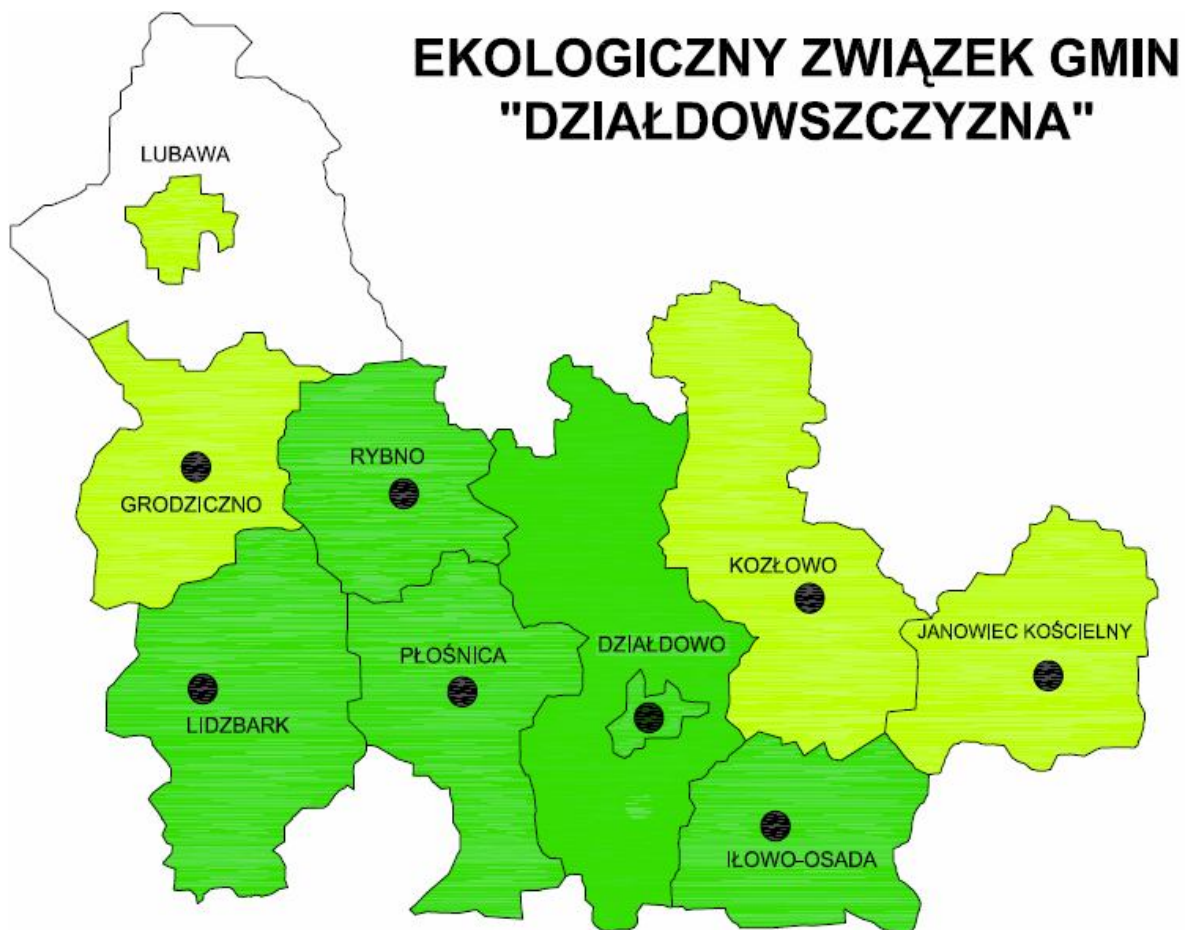 EKOLOGICZNY ZWIĄZEK GMIN
"DZIAŁDOWSZCZYZNA"
LUBAWA
RYBNO
GRODZICZNO
KOZŁOWO
JANOWIEC KOŚCIELNY
DZIAŁDOWO
PŁOŚNICA
LIDZBARK
IŁOWO-OSADA